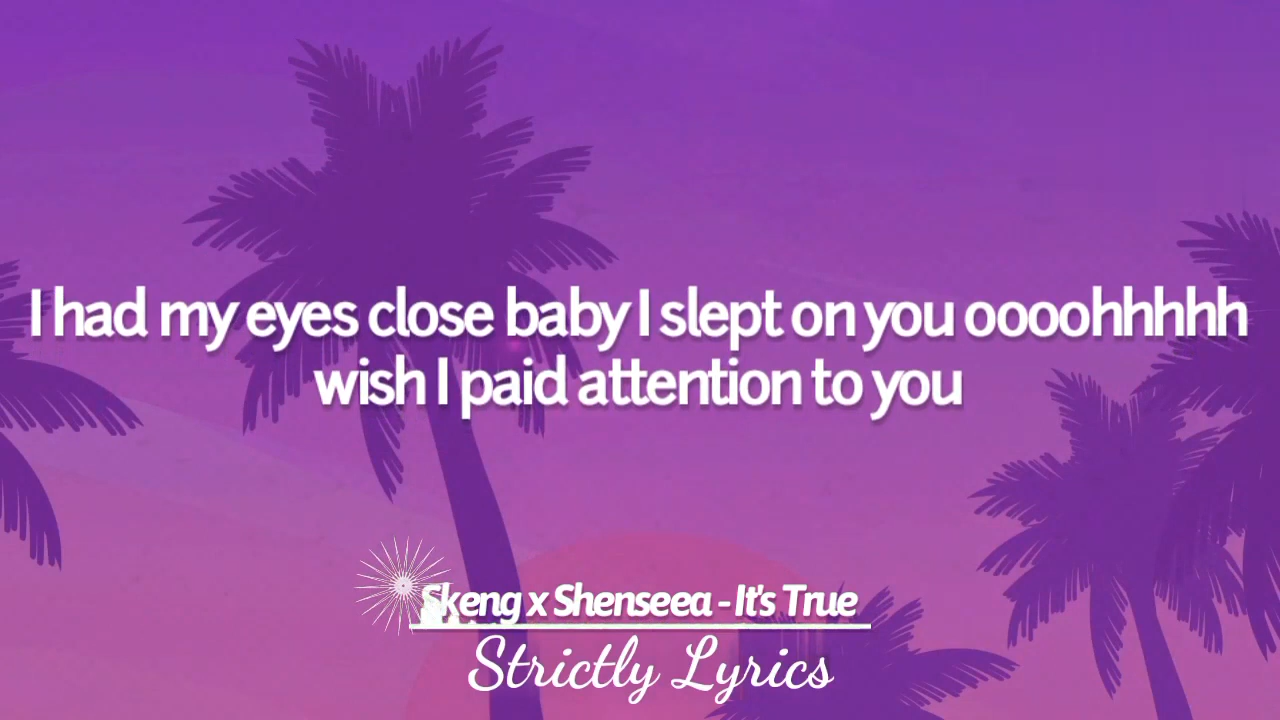 I had my eyes close baby I slept on you oooohhhhh
wish I paid attention to you
Skeng x Shenseea - It's True
Strictly Lyrics